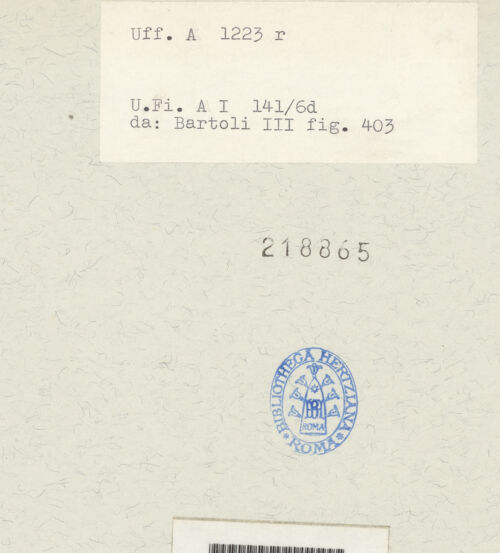 Uff. A 1223 r
U.Fi. A I 141/6d
da: Bartoli III fig. 403
218865
BIBLIOTHECA HERTZIANA
ROMA
ROMA